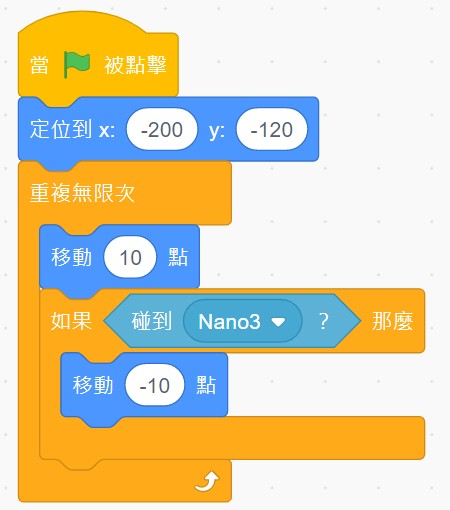 當 被點擊
定位到 x: -200 y: -120
重複無限次
移動 10 點
如果 碰到 Nano3 ? 那麼
移動 -10 點